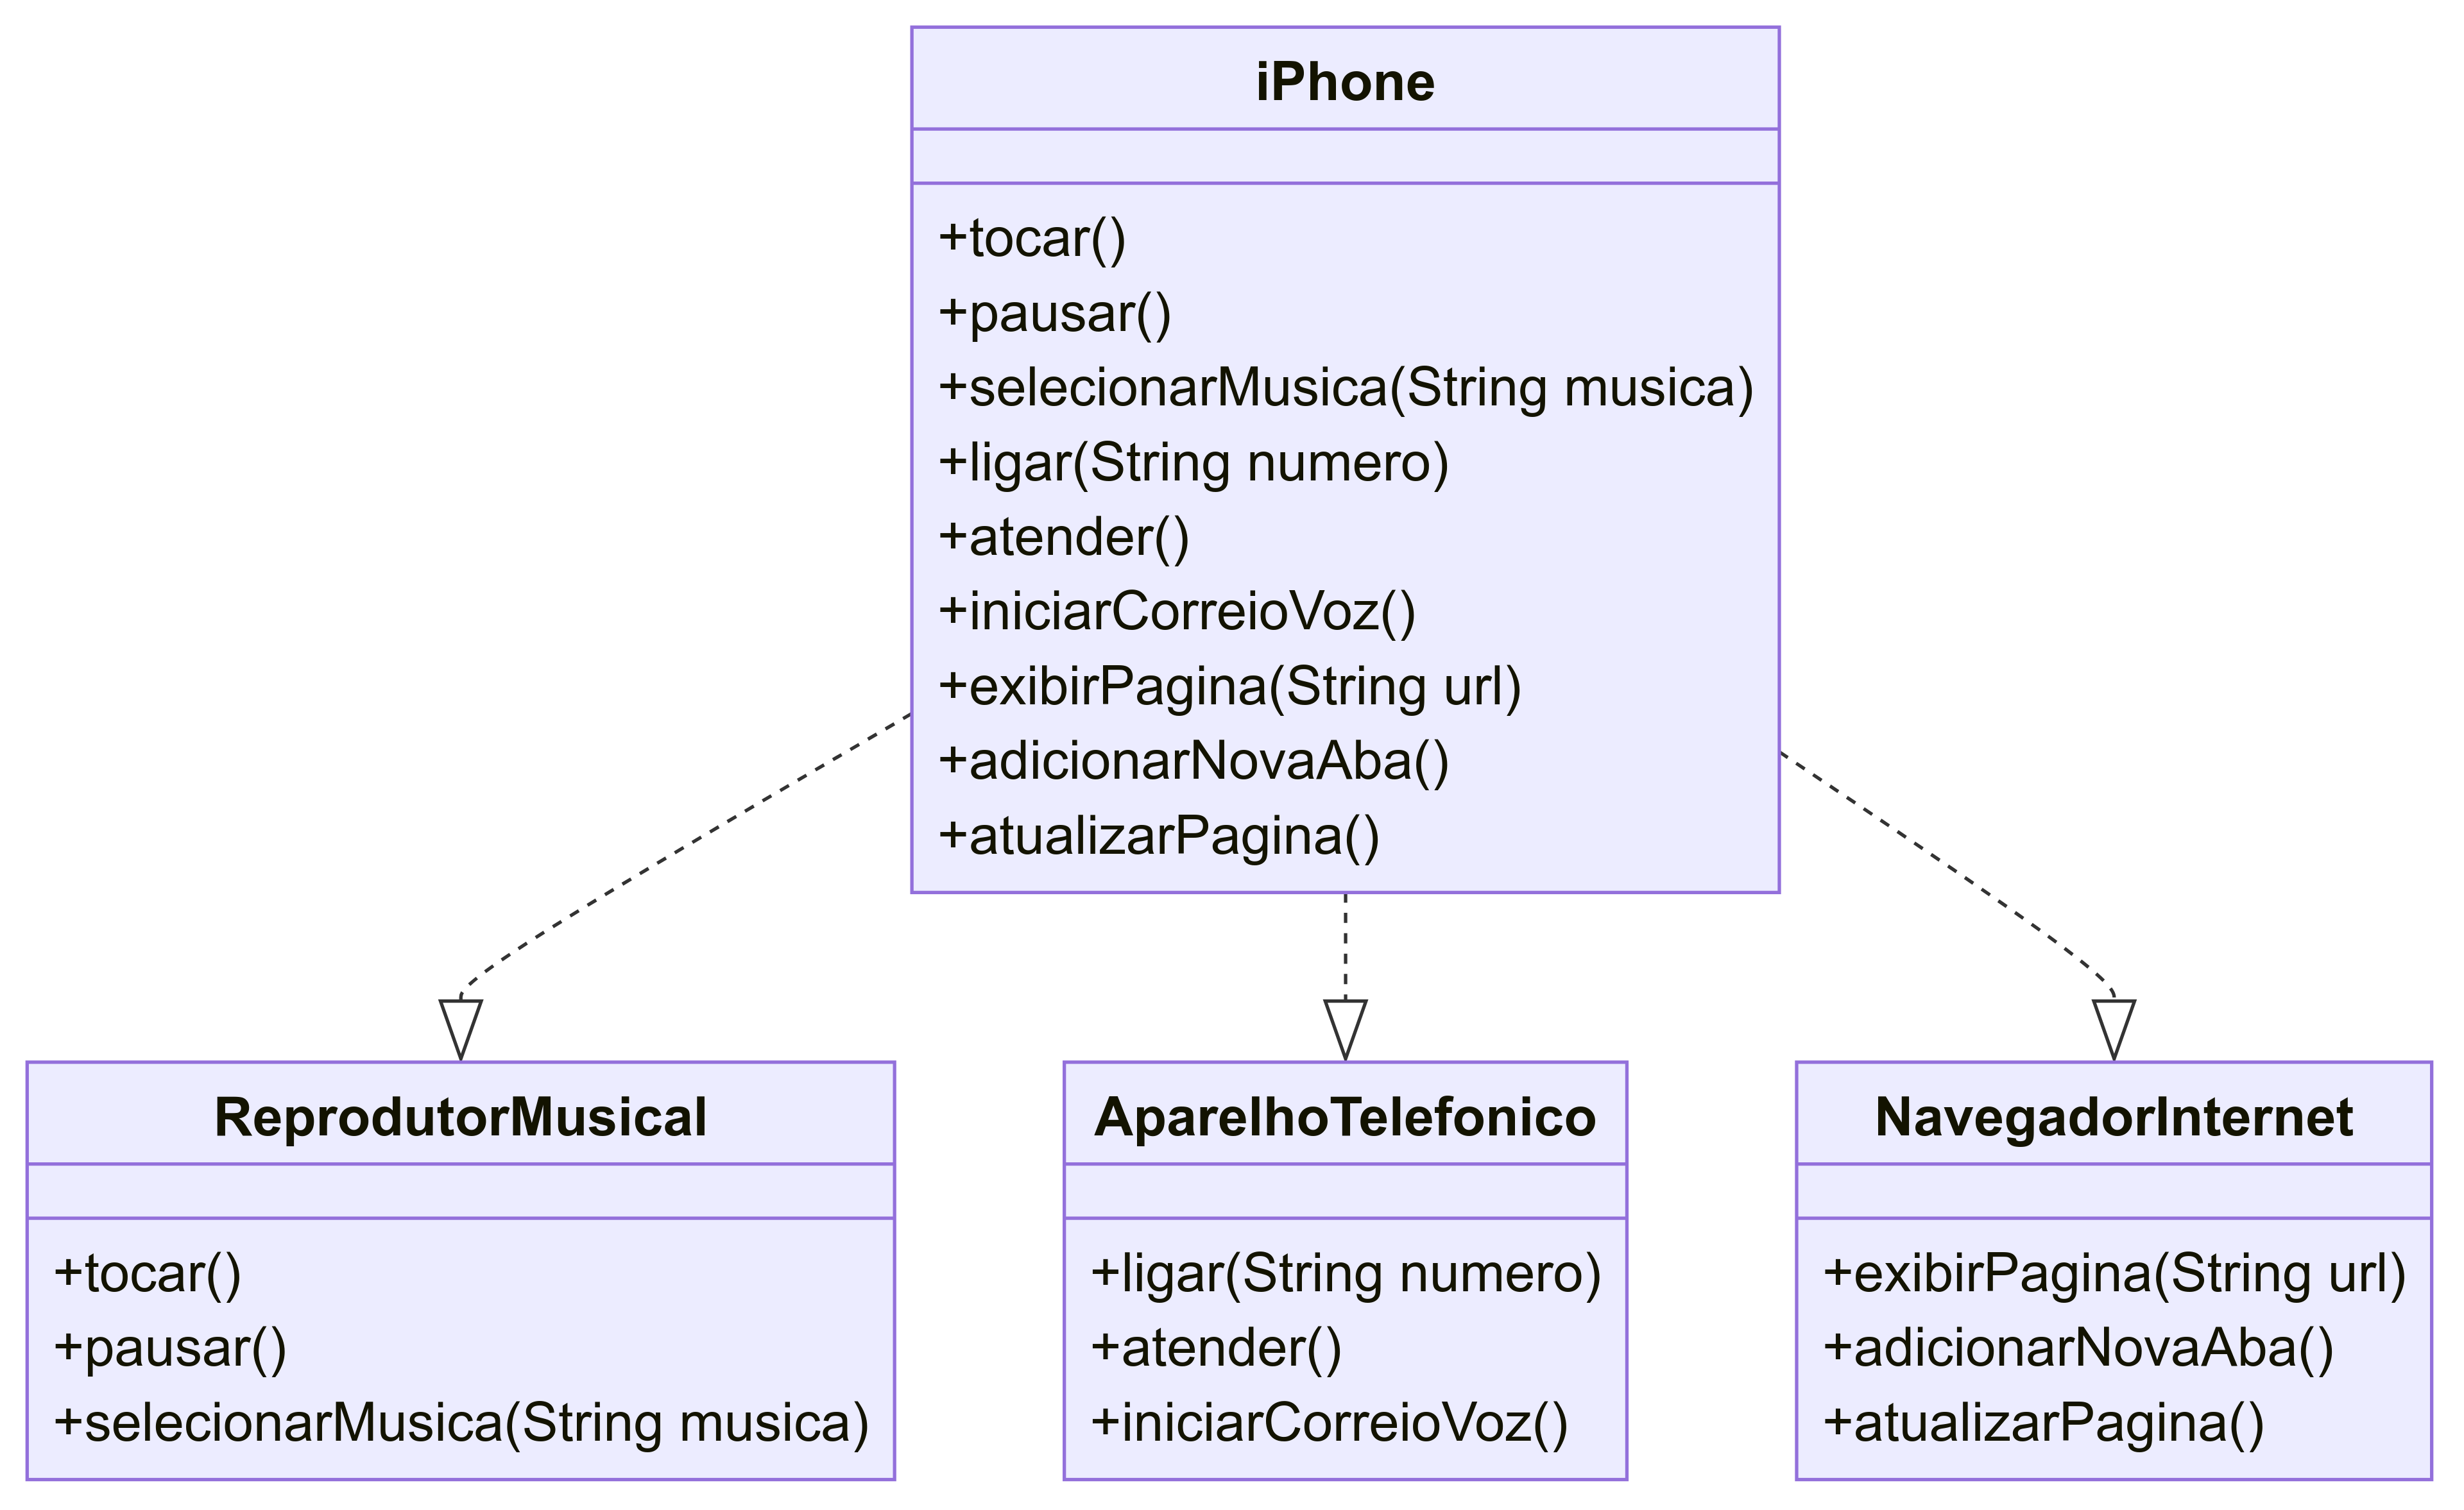 iPhone
+tocar()
+pausar()
+selecionarMusica(String musica)
+ligar(String numero)
+atender()
+iniciarCorreioVoz()
+exibirPagina(String url)
+adicionarNovaAba()
+atualizarPagina()
ReprodutorMusical
+tocar()
+pausar()
+selecionarMusica(String musica)
AparelhoTelefonico
+ligar(String numero)
+atender()
+iniciarCorreioVoz()
NavegadorInternet
+exibirPagina(String url)
+adicionarNovaAba()
+atualizarPagina()